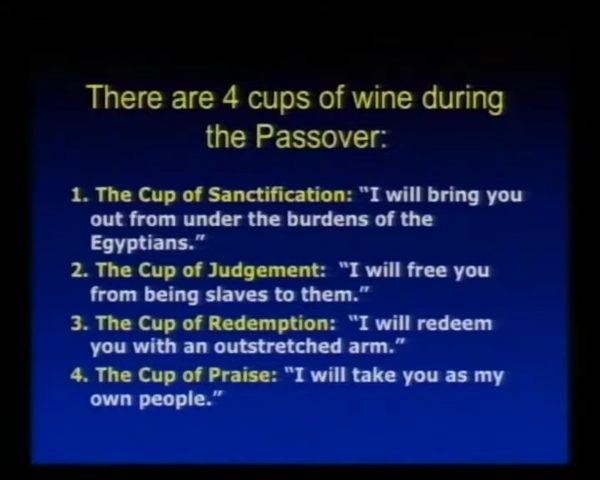 There are 4 cups of wine during
the Passover:
1. The Cup of Sanctification: “I will bring you
out from under the burdens of the
Egyptians.”
2. The Cup of Judgement: “I will free you
from being slaves to them.”
3. The Cup of Redemption: “I will redeem
you with an outstretched arm.”
4. The Cup of Praise: “I will take you as my
own people.”